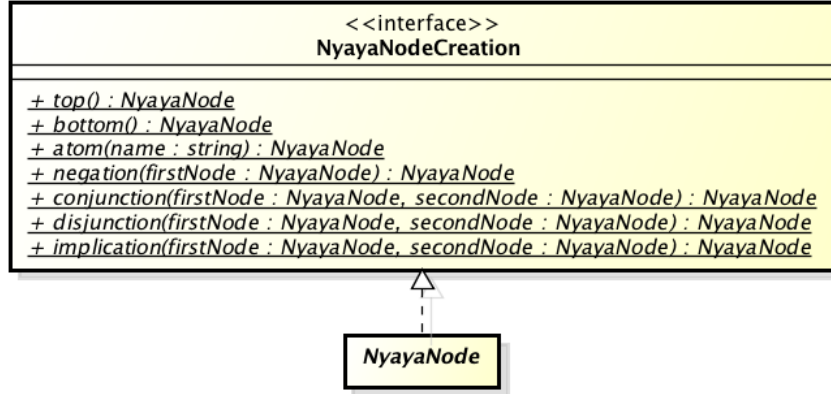 <<interface>>
NyayaNodeCreation
+ top() : NyayaNode
+ bottom() : NyayaNode
+ atom(name : string) : NyayaNode
+ negation(firstNode : NyayaNode) : NyayaNode
+ conjunction(firstNode : NyayaNode, secondNode : NyayaNode) : NyayaNode
+ disjunction(firstNode : NyayaNode, secondNode : NyayaNode) : NyayaNode
+ implication(firstNode : NyayaNode, secondNode : NyayaNode) : NyayaNode
NyayaNode